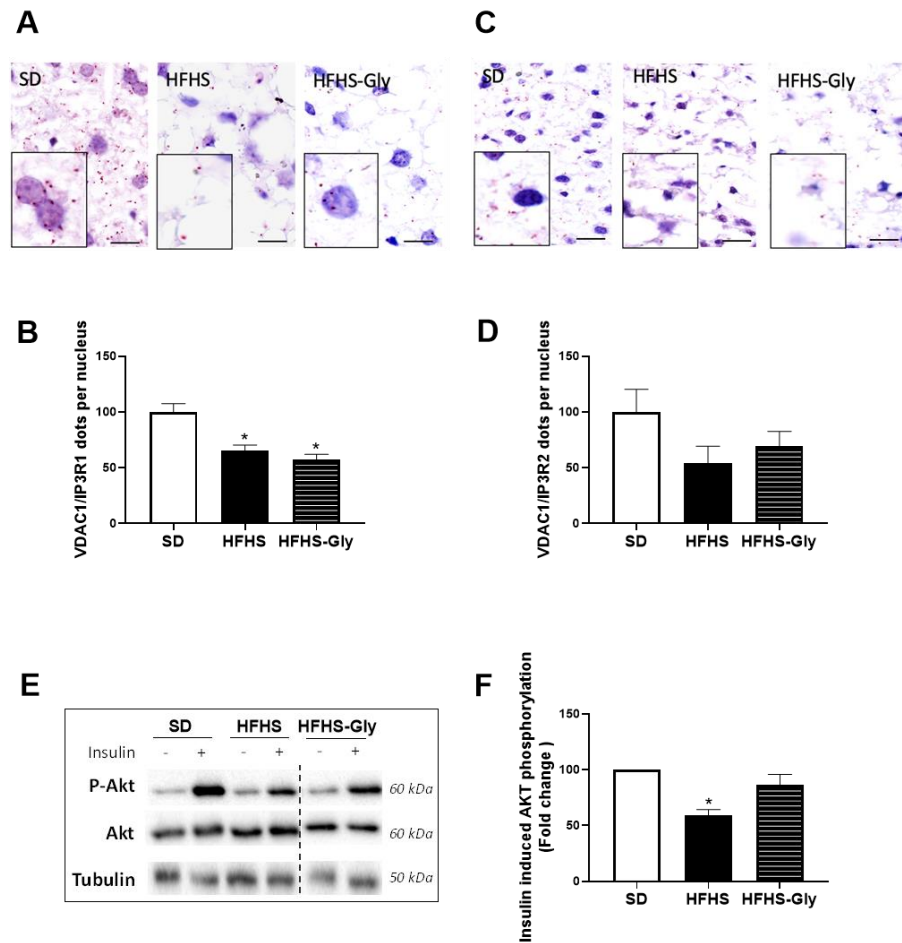 A
C
SD
HFHS
HFHS-Gly
SD
HFHS
HFHS-Gly
B
VDAC1/IP3R1 dots per nucleus
150
100
50
0
*
*
SD
HFHS
HFHS-Gly
D
VDAC1/IP3R2 dots per nucleus
150
100
50
0
SD
HFHS
HFHS-Gly
E
SD
HFHS
HFHS-Gly
Insulin - + - + - +
P-Akt 60 kDa
Akt 60 kDa
Tubulin 50 kDa
F
Insulin induced AKT phosphorylation
(Fold change )
150
100
50
0
*
SD
HFHS
HFHS-Gly